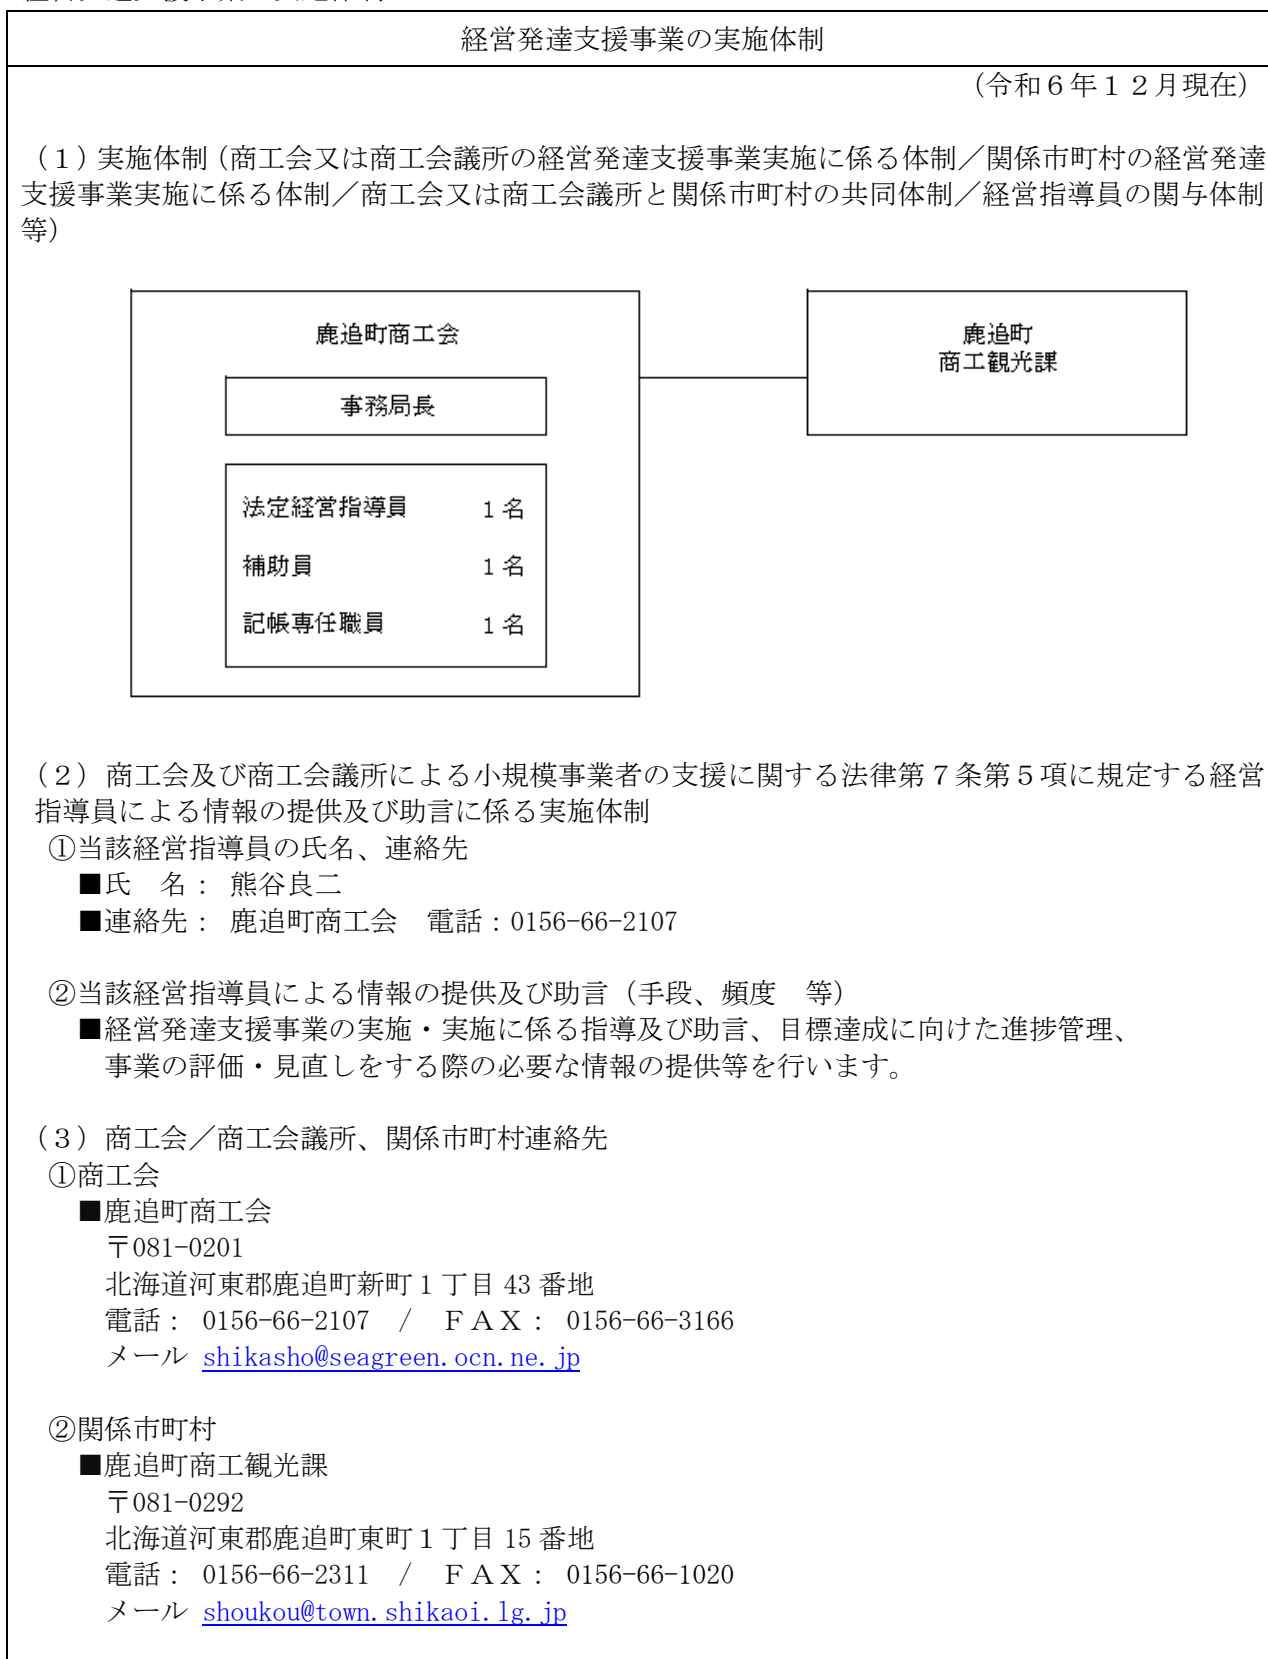 経営発達支援事業の実施体制
（令和６年１２月現在）
（１）実施体制（商工会又は商工会議所の経営発達支援事業実施に係る体制／関係市町村の経営発達
支援事業実施に係る体制／商工会又は商工会議所と関係市町村の共同体制／経営指導員の関与体制
等）
鹿追町商工会
事務局長
法定経営指導員　１名
補助員　１名
記帳専任職員　１名
鹿追町
商工観光課
（２）商工会及び商工会議所による小規模事業者の支援に関する法律第７条第５項に規定する経営
指導員による情報の提供及び助言に係る実施体制
①当該経営指導員の氏名、連絡先
■氏　名： 熊谷良二
■連絡先： 鹿追町商工会　電話：0156-66-2107
②当該経営指導員による情報の提供及び助言（手段、頻度　等）
■経営発達支援事業の実施・実施に係る指導及び助言、目標達成に向けた進捗管理、
事業の評価・見直しをする際の必要な情報の提供等を行います。
（３）商工会／商工会議所、関係市町村連絡先
①商工会
■鹿追町商工会
〒081-0201
北海道河東郡鹿追町新町１丁目 43 番地
電話： 0156-66-2107　/　ＦＡＸ： 0156-66-3166
メール shikasho@seagreen.ocn.ne.jp
②関係市町村
■鹿追町商工観光課
〒081-0292
北海道河東郡鹿追町東町１丁目 15 番地
電話： 0156-66-2311　/　ＦＡＸ： 0156-66-1020
メール shoukou@town.shikaoi.lg.jp